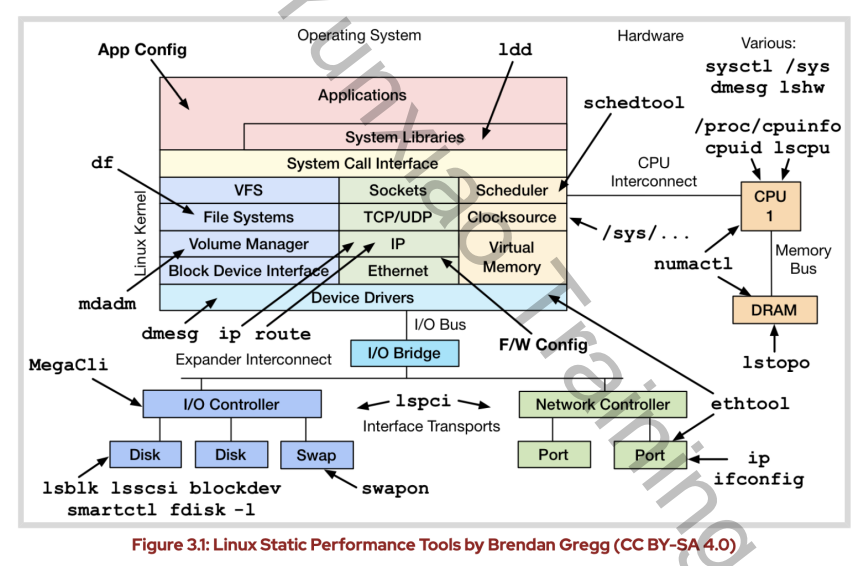 Operating System
Hardware
Various:
App Config
ldd
sysctl /sys
dmesg lshw
Applications
schedtool
System Libraries
/proc/cpuinfo
cpuid lscpu
df
System Call Interface
CPU
Interconnect
VFS
Sockets
Scheduler
CPU
1
File Systems
TCP/UDP
Clocksource
Linux Kernel
/sys/...
Volume Manager
IP
Virtual
Memory
numactl
Memory
Bus
Block Device Interface
Ethernet
mdadm
Device Drivers
DRAM
dmesg
ip route
I/O Bus
F/W Config
MegaCli
Expander Interconnect
I/O Bridge
lstopo
I/O Controller
lspci
Network Controller
ethtool
Interface Transports
Disk
Disk
Swap
Port
Port
ip
ifconfig
lsblk lsscsi blockdev
smartctl fdisk -l
swapon
Figure 3.1: Linux Static Performance Tools by Brendan Gregg (CC BY-SA 4.0)
Yunxiao Training